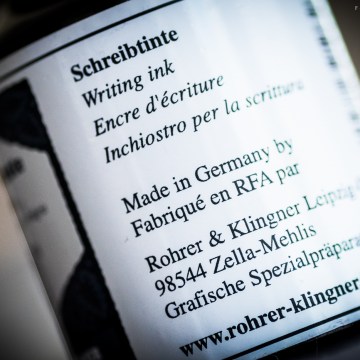 Schreibtinte
Writing ink
Encre d'écriture
Inchiostro per la scrittura
Made in Germany by
Fabriqué en RFA par
Rohrer & Klingner Leipzig
98544 Zella-Mehlis
Grafische Spezialpräpara
www.rohrer-klingner